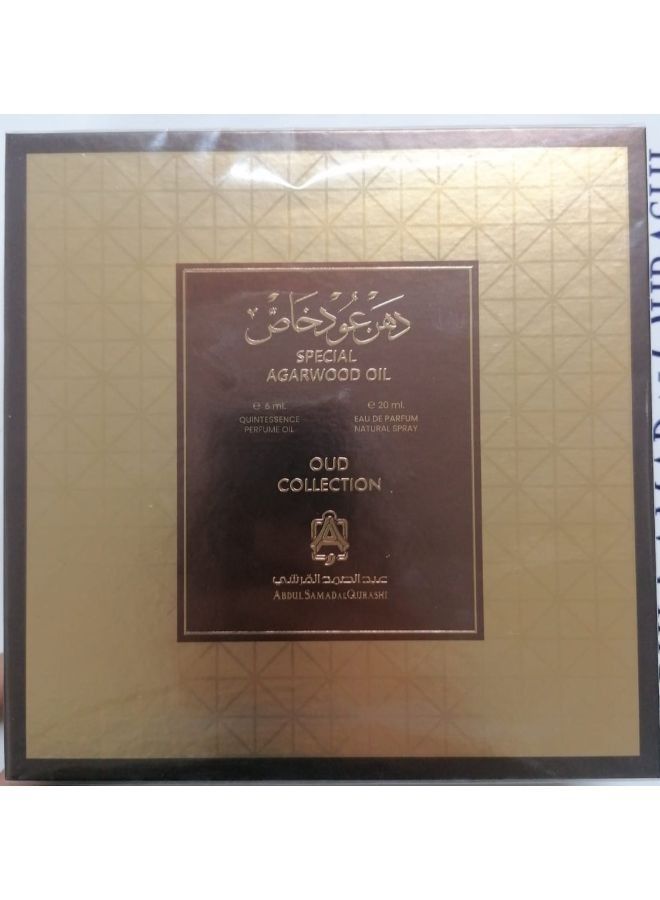 دهن عود خاص
SPECIAL
AGARWOOD OIL
℮ 6 ml.
QUINTESSENCE
PERFUME OIL
℮ 20 ml.
EAU DE PARFUM
NATURAL SPRAY
OUD
COLLECTION
عبد الصمد القرشي
ABDUL SAMAD AL QURASHI